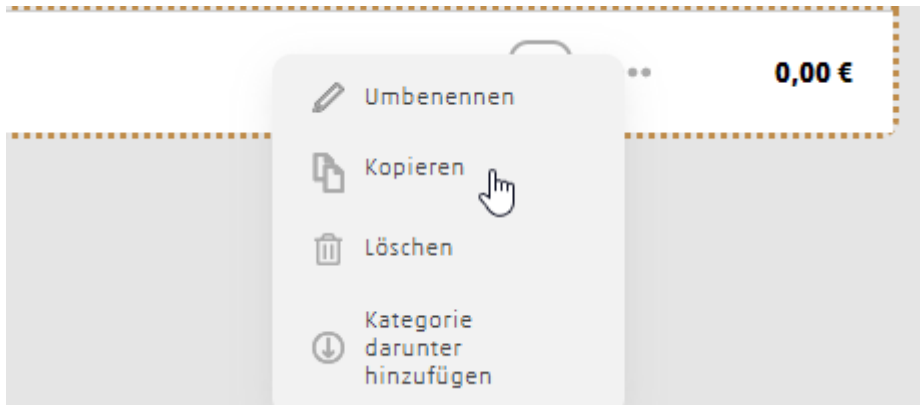 0,00 €
Umbenennen
Kopieren
Löschen
Kategorie
darunter
hinzufügen